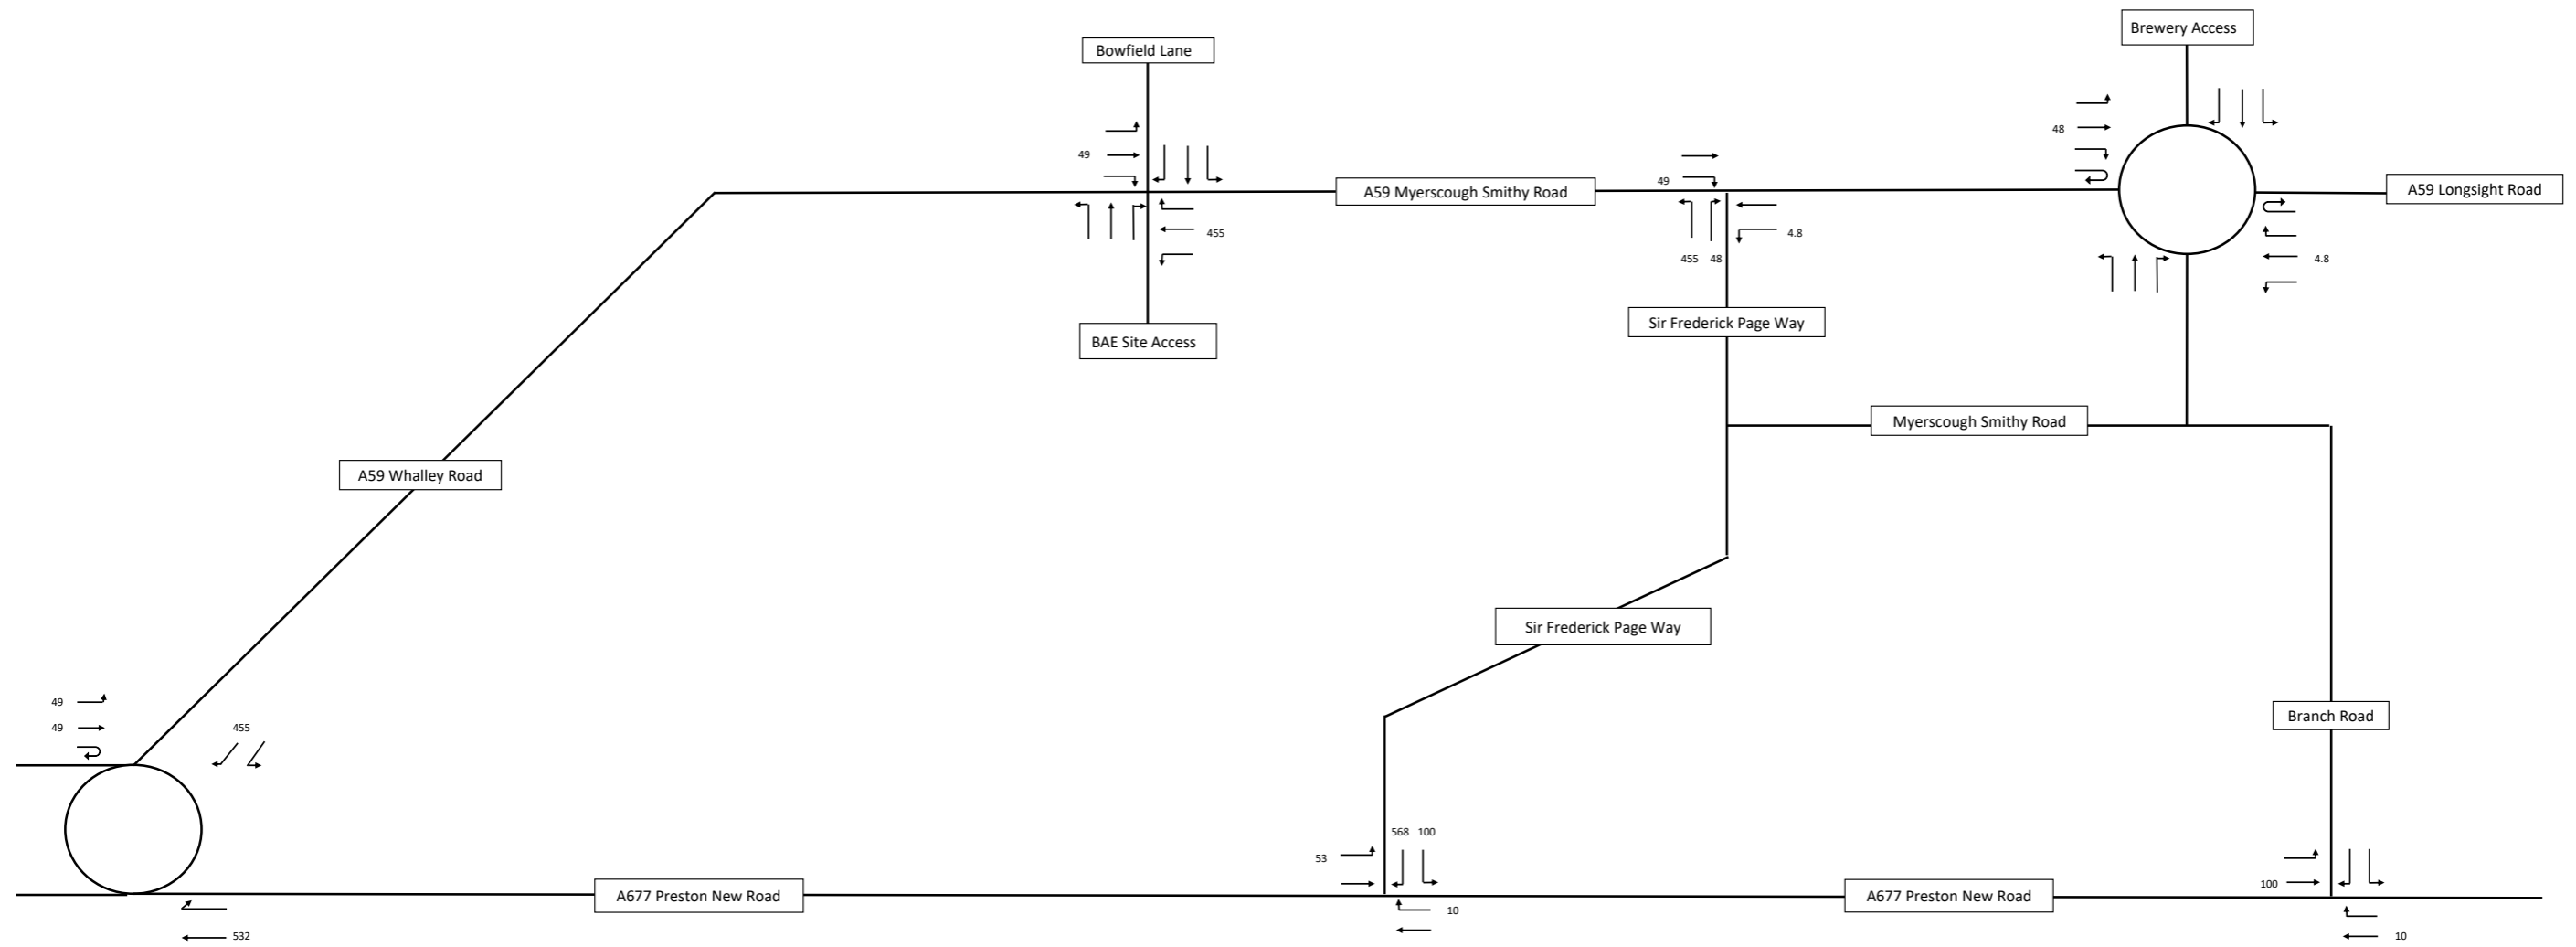 Brewery Access
Bowfield Lane
48
49
49
A59 Myerscough Smithy Road
A59 Longsight Road
455
4.8
455 48
4.8
Sir Frederick Page Way
BAE Site Access
Myerscough Smithy Road
A59 Whalley Road
Sir Frederick Page Way
49
49
455
Branch Road
568 100
53
100
A677 Preston New Road
A677 Preston New Road
10
532
10